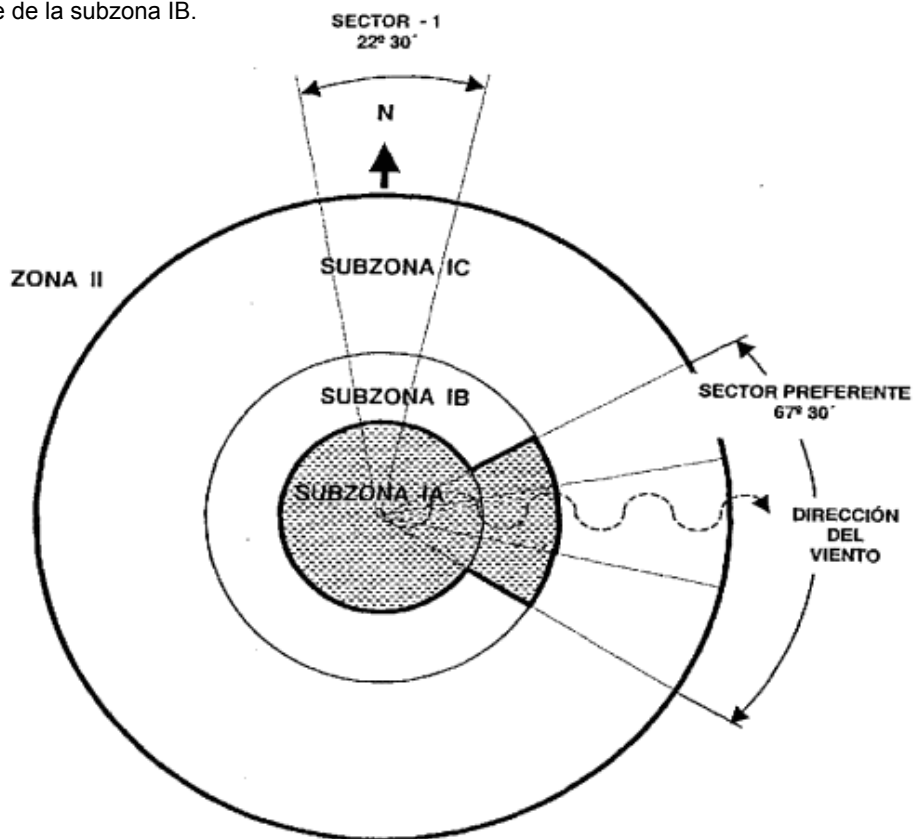 e de la subzona IB.
SECTOR - 1
22º 30´
N
ZONA II
SUBZONA IC
SUBZONA IB
SECTOR PREFERENTE
67º 30´
SUBZONA IA
DIRECCIÓN
DEL
VIENTO